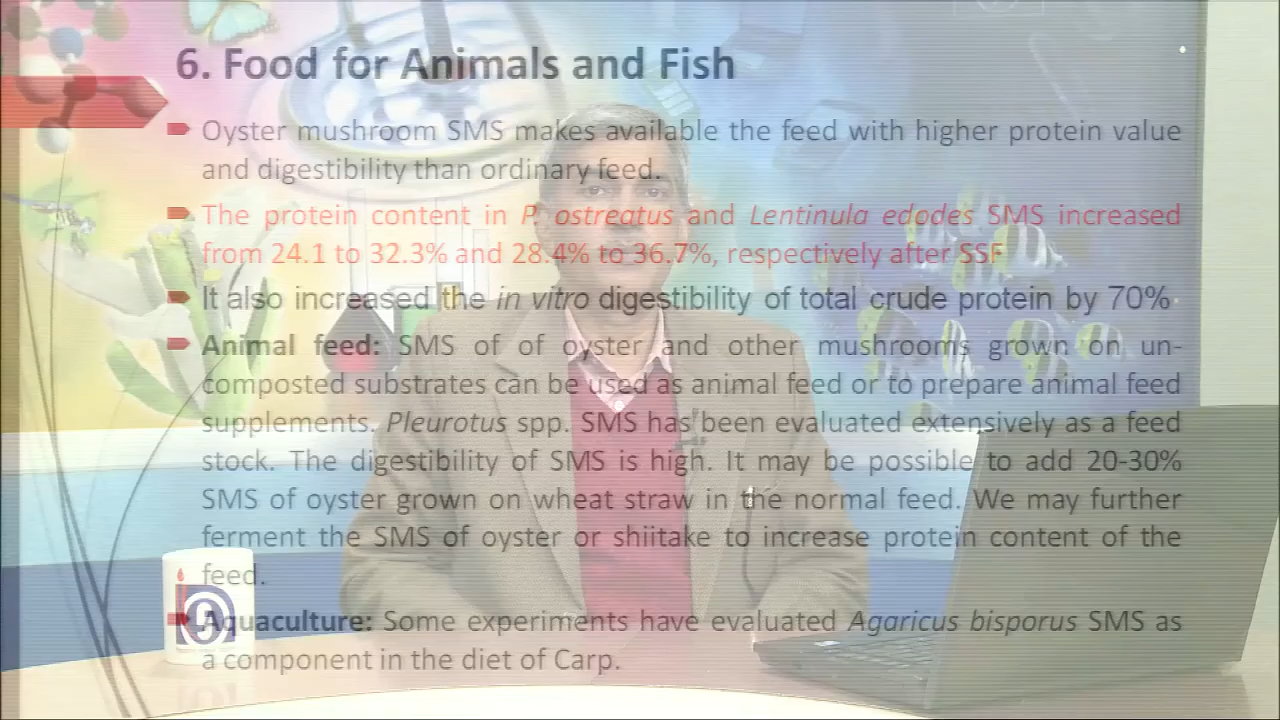 6. Food for Animals and Fish
Oyster mushroom SMS makes available the feed with higher protein value
and digestibility than ordinary feed.
The protein content in P. ostreatus and Lentinula edodes SMS increased
from 24.1 to 32.3% and 28.4% to 36.7%, respectively after SSF
It also increased the in vitro digestibility of total crude protein by 70%.
Animal feed: SMS of of oyster and other mushrooms grown on un-
composted substrates can be used as animal feed or to prepare animal feed
supplements. Pleurotus spp. SMS has been evaluated extensively as a feed
stock. The digestibility of SMS is high. It may be possible to add 20-30%
SMS of oyster grown on wheat straw in the normal feed. We may further
ferment the SMS of oyster or shiitake to increase protein content of the
feed.
Aquaculture: Some experiments have evaluated Agaricus bisporus SMS as
a component in the diet of Carp.